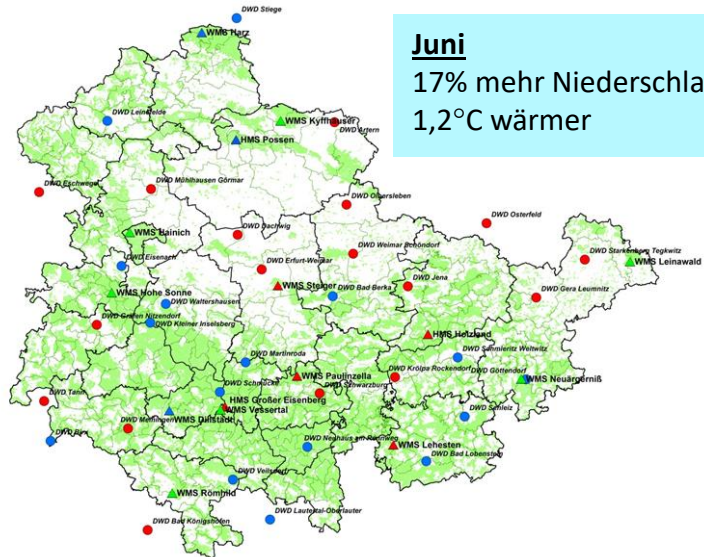 DWD Stiege
WMS Harz
Juni
17% mehr Niederschla
1,2°C wärmer
DWD Leinefelde
WMS Kyffhäuser
DWD Artern
HMS Possen
DWD Eschwege
DWD Mühlhausen Görmar
DWD Olbersleben
DWD Osterfeld
WMS Hainich
DWD Dachwig
DWD Weimar Schöndorf
DWD Starkenberg Tegkwitz
WMS Leinawald
DWD Eisenach
DWD Erfurt-Weimar
WMS Hohe Sonne
WMS Steiger
DWD Bad Berka
DWD Jena
DWD Gera Leumnitz
DWD Waltershausen
DWD Gräfen Nitzendorf
DWD Kleiner Inselsberg
HMS Holzland
DWD Martinroda
DWD Göttendorf
WMS Paulinzella
DWD Krölpa Rockendorf
WMS Neuärgerniß
DWD Schmücke
DWD Schwarzburg
DWD Tann
HMS Großer Eisenberg
WMS Vessertal
WMS Dillstädt
DWD Meiningen
DWD Schleiz
DWD Neuhaus am Rennweg
WMS Lehesten
DWD Bad Lobenstein
DWD Veilsdorf
WMS Römhild
DWD Lautertal-Oberlauter
DWD Bad Königshofen